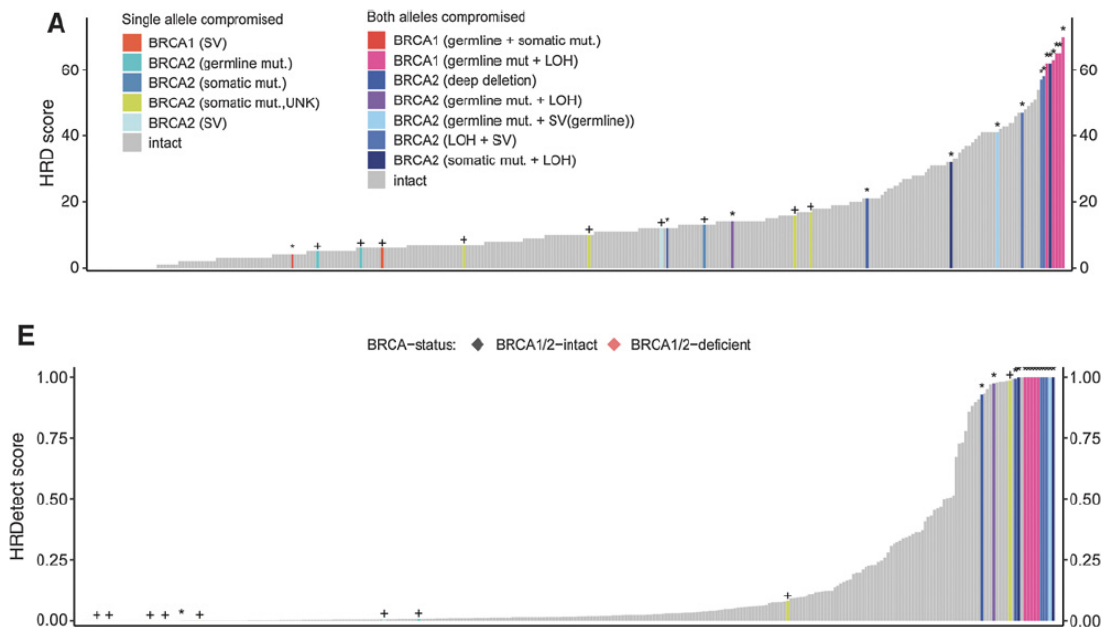 A
Single allele compromised
BRCA1 (SV)
BRCA2 (germline mut.)
BRCA2 (somatic mut.)
BRCA2 (somatic mut.,UNK)
BRCA2 (SV)
intact
Both alleles compromised
BRCA1 (germline + somatic mut.)
BRCA1 (germline mut + LOH)
BRCA2 (deep deletion)
BRCA2 (germline mut. + LOH)
BRCA2 (germline mut. + SV(germline))
BRCA2 (LOH + SV)
BRCA2 (somatic mut. + LOH)
intact
HRD score
60
40
20
0
60
40
20
0
E
BRCA−status: BRCA1/2−intact BRCA1/2−deficient
HRDetect score
1.00
0.75
0.50
0.25
0.00
1.00
0.75
0.50
0.25
0.00